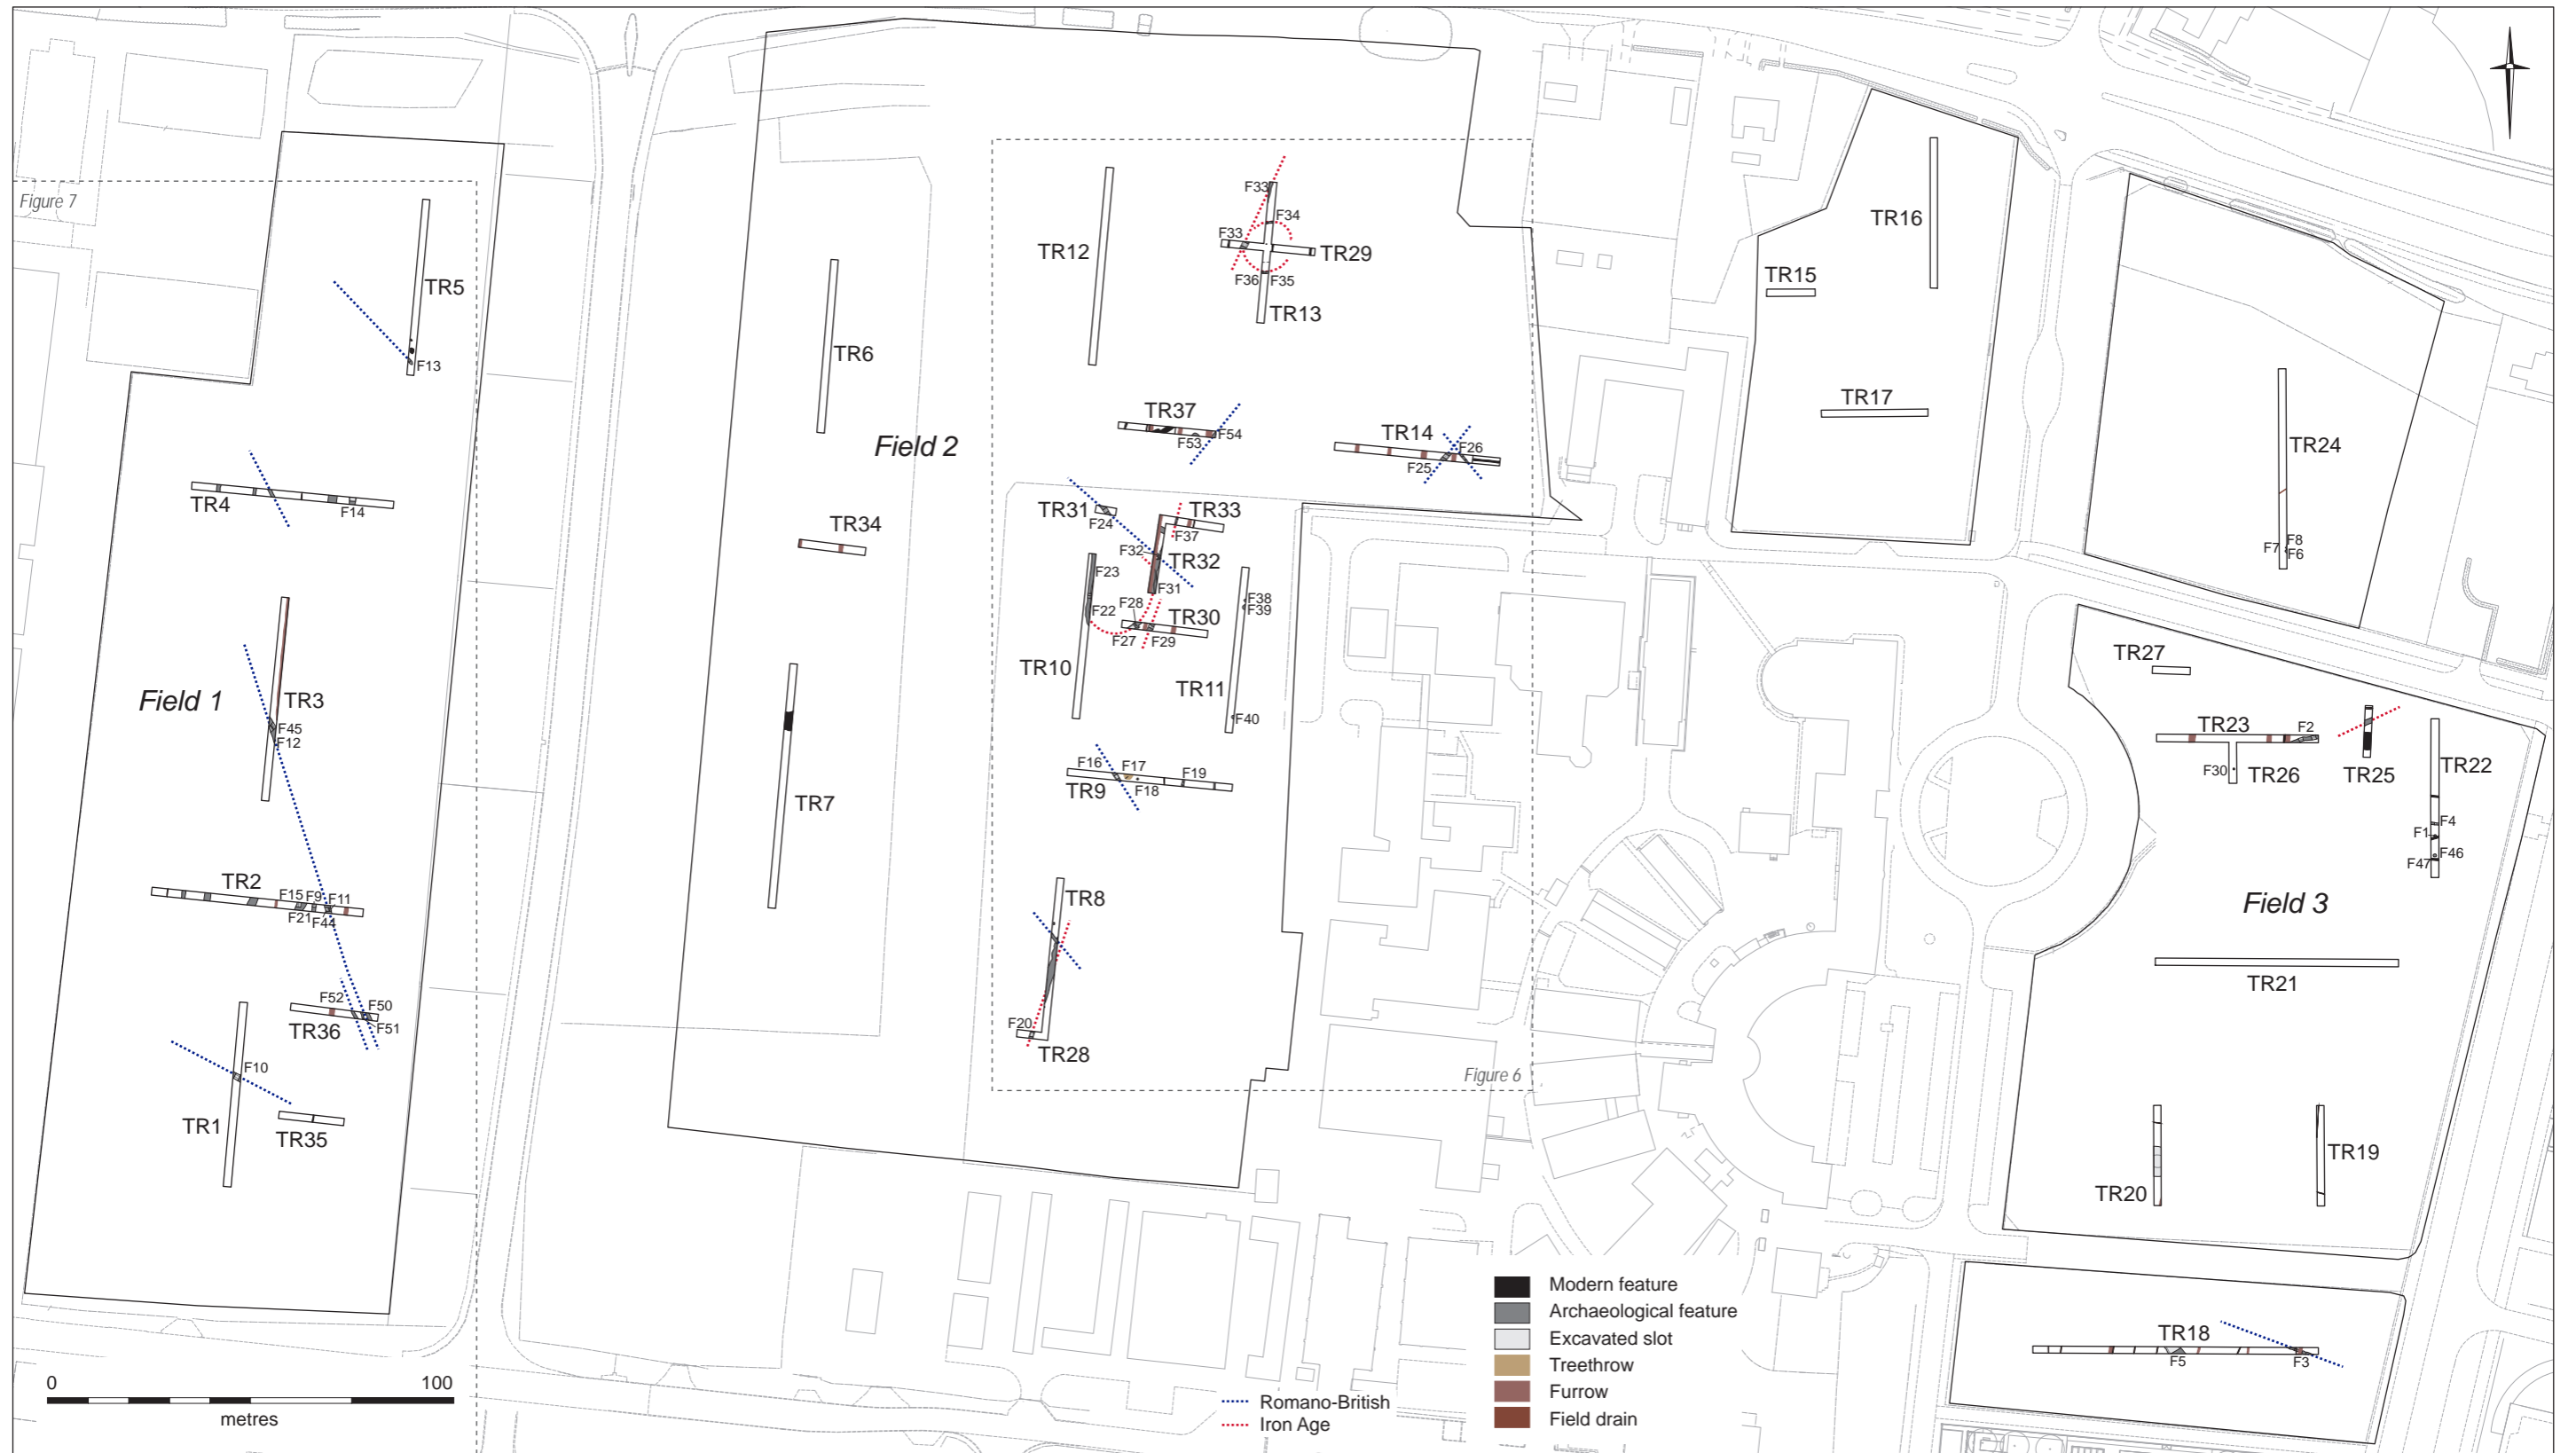 Figure 7
TR5
F13
TR4
F14
Field 1
TR3
F45
F12
TR2
F15
F9
F11
F21
F44
F52
F50
F51
TR36
F10
TR1
TR35
0
100
metres
Field 2
TR6
TR34
TR7
TR12
F33
F34
F33
TR29
F36
F35
TR13
TR37
F53
F54
TR14
F26
F25
TR31
F24
TR33
F37
F32
TR32
F31
F23
F22
F28
TR30
F27
F29
TR10
F38
F39
TR11
F40
F16
F17
F19
TR9
F18
TR8
F20
TR28
Figure 6
TR16
TR15
TR17
TR24
F8
F7
F6
TR27
TR23
F2
F30
TR26
TR25
TR22
F4
F1
F46
F47
Field 3
TR21
TR20
TR19
TR18
F5
F3
Romano-British
Iron Age
Modern feature
Archaeological feature
Excavated slot
Treethrow
Furrow
Field drain